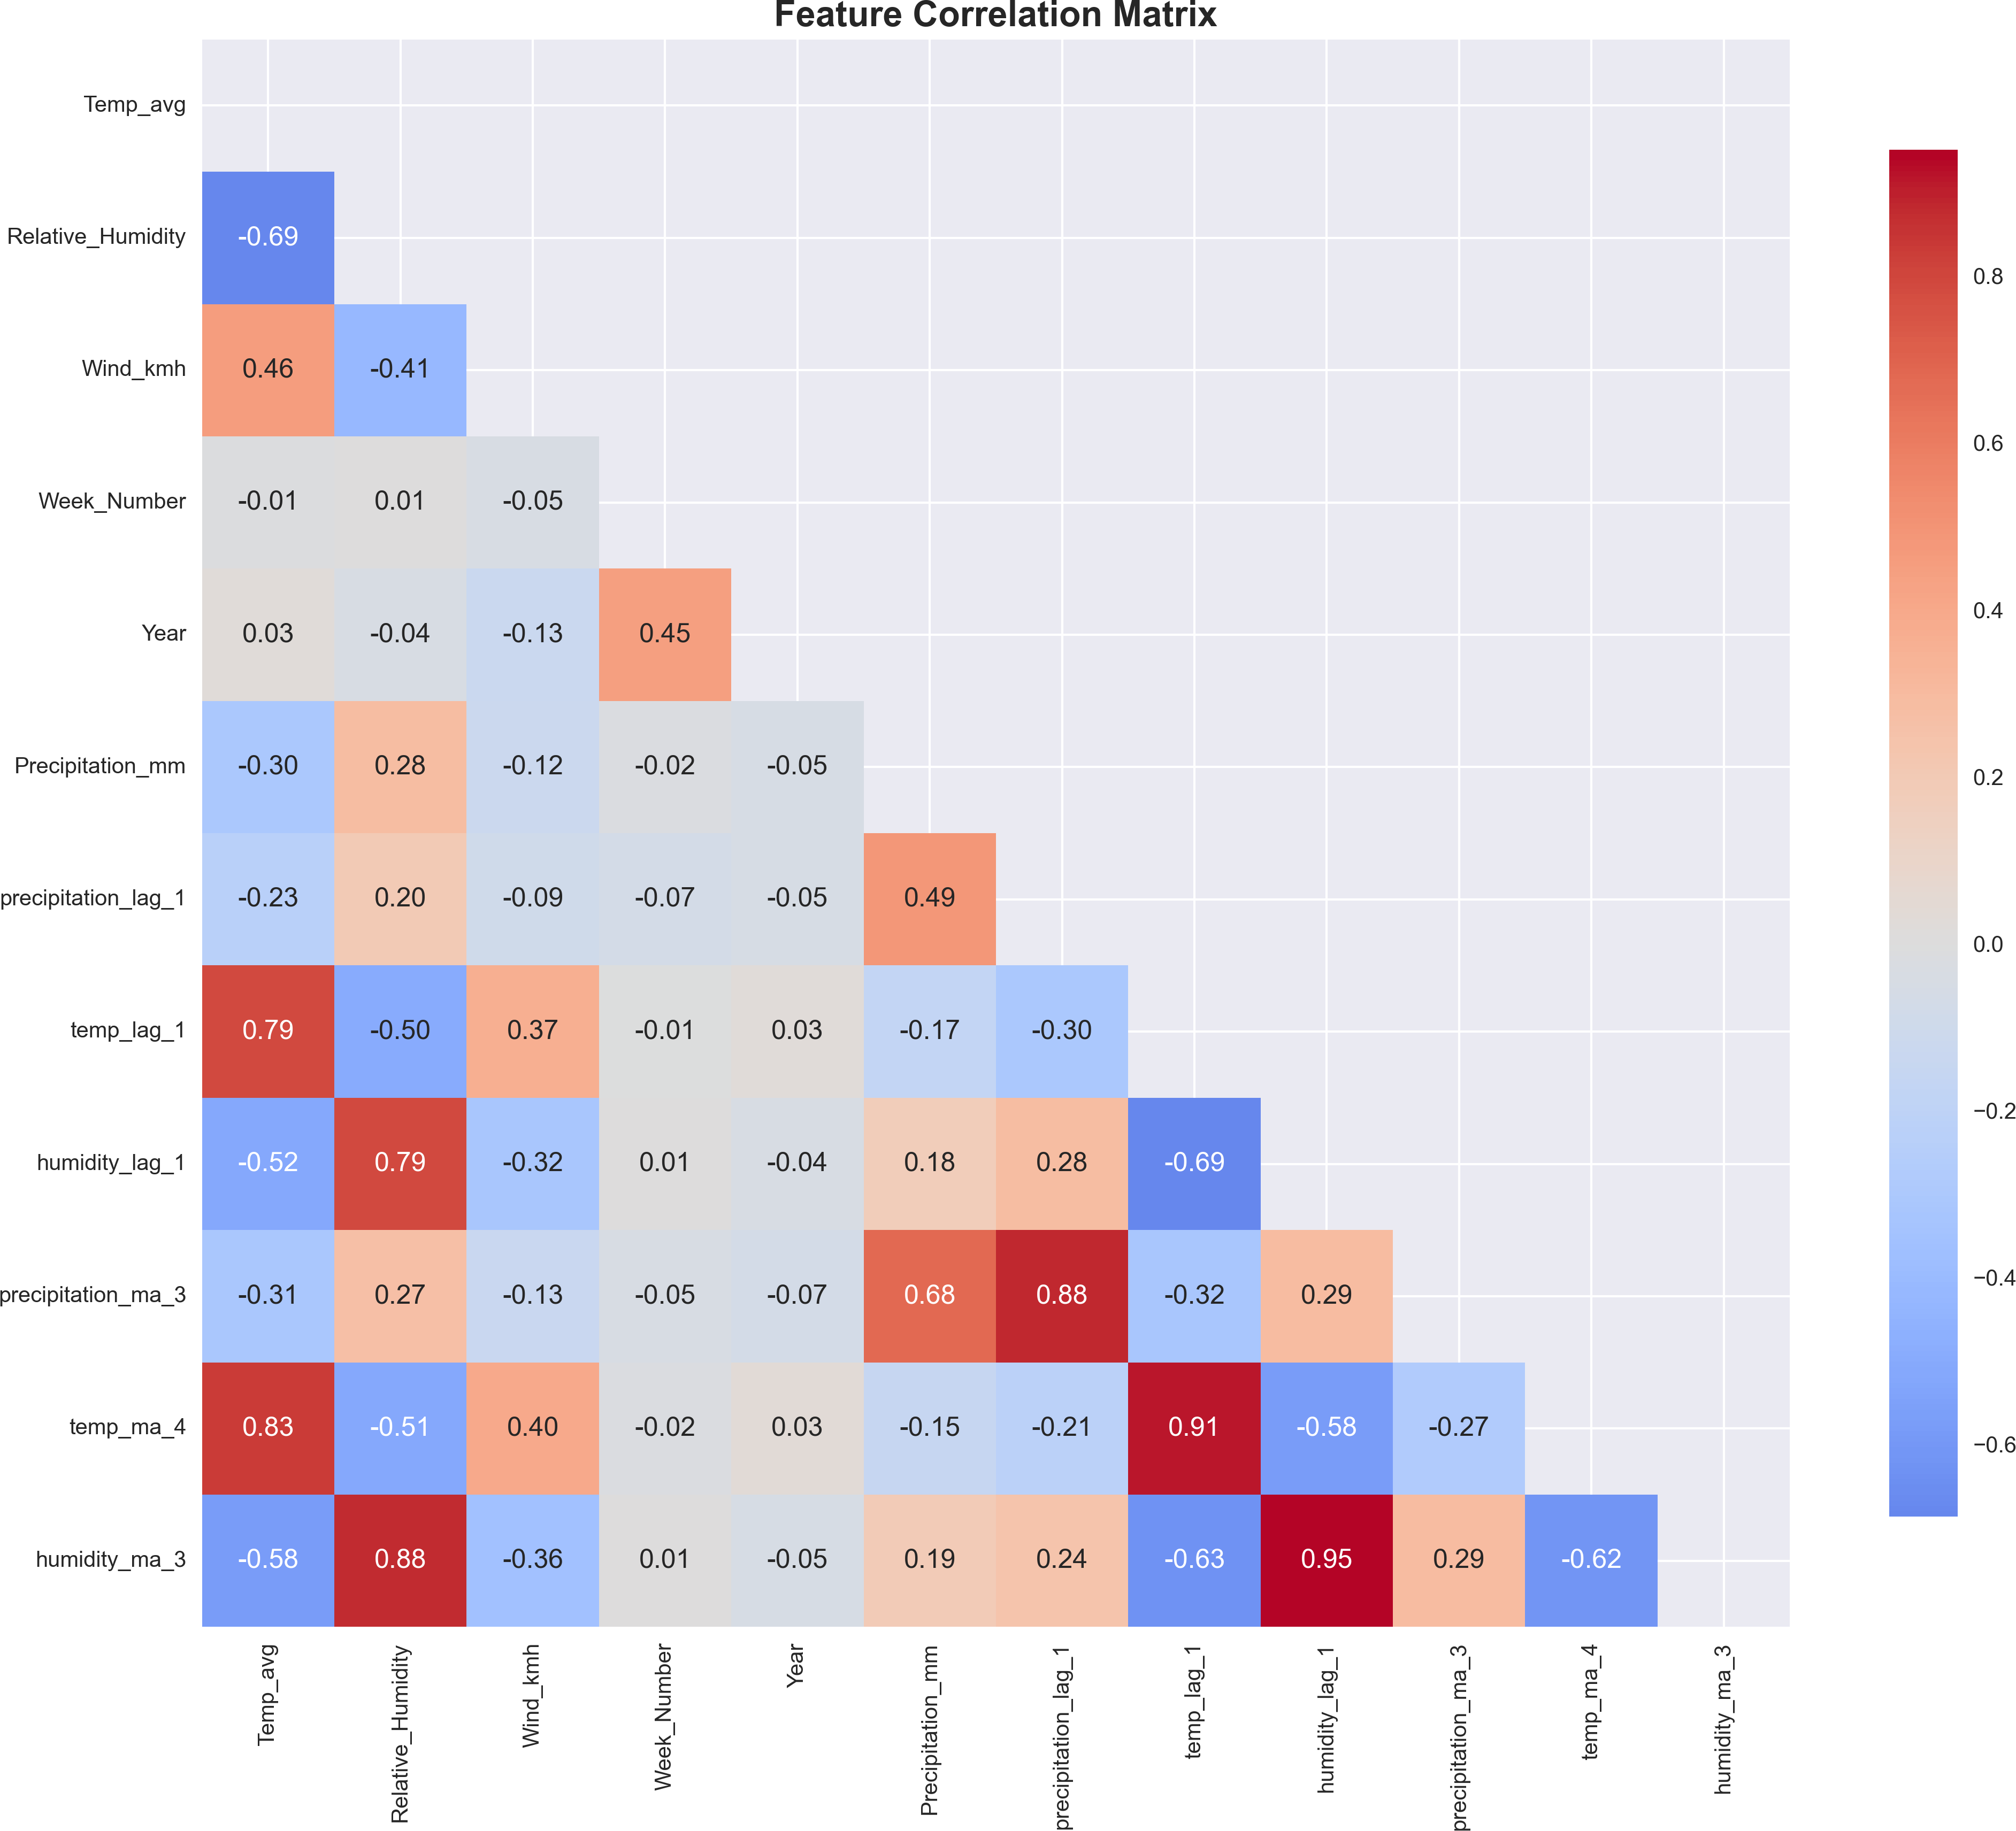 Feature Correlation Matrix
Temp_avg
Relative_Humidity -0.69
Wind_kmh 0.46 -0.41
Week_Number -0.01 0.01 -0.05
Year 0.03 -0.04 -0.13 0.45
Precipitation_mm -0.30 0.28 -0.12 -0.02 -0.05
precipitation_lag_1 -0.23 0.20 -0.09 -0.07 -0.05 0.49
temp_lag_1 0.79 -0.50 0.37 -0.01 0.03 -0.17 -0.30
humidity_lag_1 -0.52 0.79 -0.32 0.01 -0.04 0.18 0.28 -0.69
precipitation_ma_3 -0.31 0.27 -0.13 -0.05 -0.07 0.68 0.88 -0.32 0.29
temp_ma_4 0.83 -0.51 0.40 -0.02 0.03 -0.15 -0.21 0.91 -0.58 -0.27
humidity_ma_3 -0.58 0.88 -0.36 0.01 -0.05 0.19 0.24 -0.63 0.95 0.29 -0.62
Temp_avg
Relative_Humidity
Wind_kmh
Week_Number
Year
Precipitation_mm
precipitation_lag_1
temp_lag_1
humidity_lag_1
precipitation_ma_3
temp_ma_4
humidity_ma_3
0.8
0.6
0.4
0.2
0.0
−0.2
−0.4
−0.6